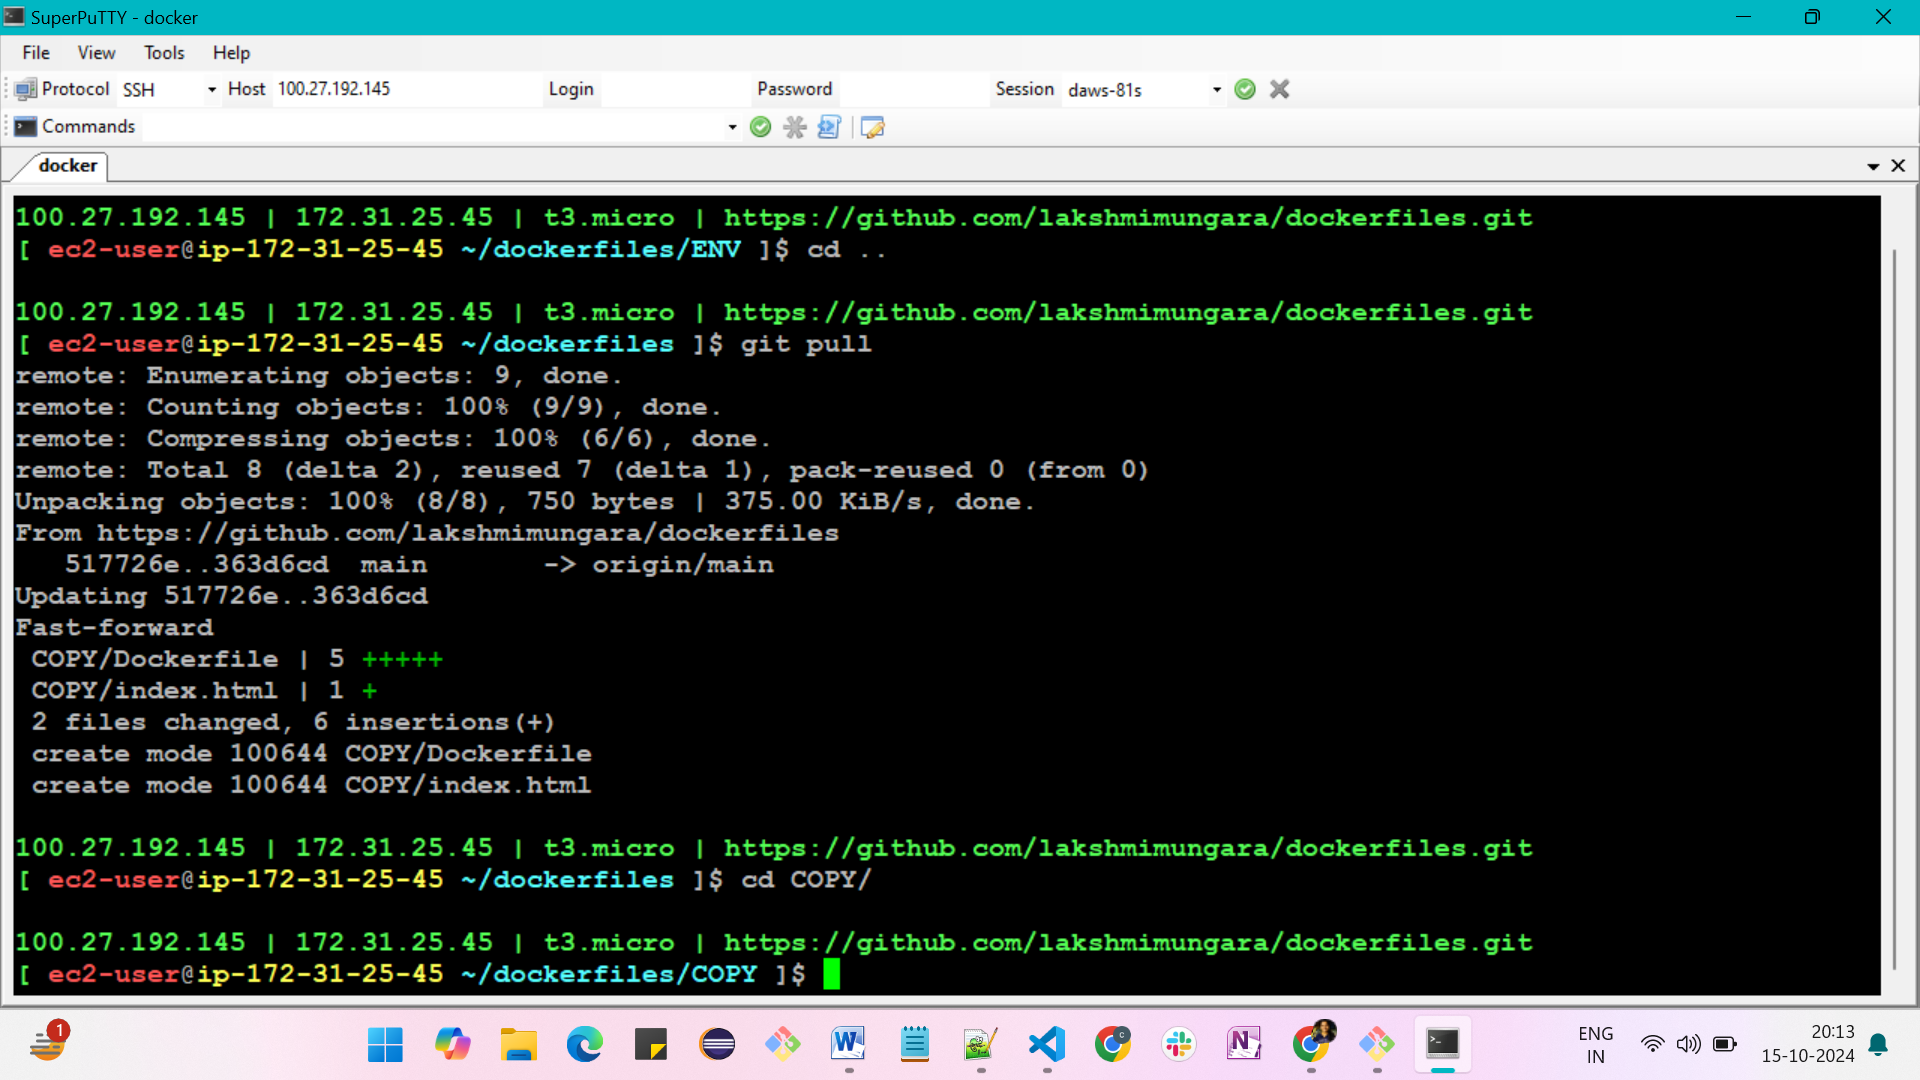 SuperPuTTY - docker
File View Tools Help
Protocol SSH Host 100.27.192.145 Login Password Session daws-81s
Commands
docker
100.27.192.145 | 172.31.25.45 | t3.micro | https://github.com/lakshmimungara/dockerfiles.git
[ ec2-user@ip-172-31-25-45 ~/dockerfiles/ENV ]$ cd ..
100.27.192.145 | 172.31.25.45 | t3.micro | https://github.com/lakshmimungara/dockerfiles.git
[ ec2-user@ip-172-31-25-45 ~/dockerfiles ]$ git pull
remote: Enumerating objects: 9, done.
remote: Counting objects: 100% (9/9), done.
remote: Compressing objects: 100% (6/6), done.
remote: Total 8 (delta 2), reused 7 (delta 1), pack-reused 0 (from 0)
Unpacking objects: 100% (8/8), 750 bytes | 375.00 KiB/s, done.
From https://github.com/lakshmimungara/dockerfiles
517726e..363d6cd main -> origin/main
Updating 517726e..363d6cd
Fast-forward
COPY/Dockerfile | 5 +++++
COPY/index.html | 1 +
2 files changed, 6 insertions(+)
create mode 100644 COPY/Dockerfile
create mode 100644 COPY/index.html
100.27.192.145 | 172.31.25.45 | t3.micro | https://github.com/lakshmimungara/dockerfiles.git
[ ec2-user@ip-172-31-25-45 ~/dockerfiles ]$ cd COPY/
100.27.192.145 | 172.31.25.45 | t3.micro | https://github.com/lakshmimungara/dockerfiles.git
[ ec2-user@ip-172-31-25-45 ~/dockerfiles/COPY ]$
1
ENG
IN
20:13
15-10-2024